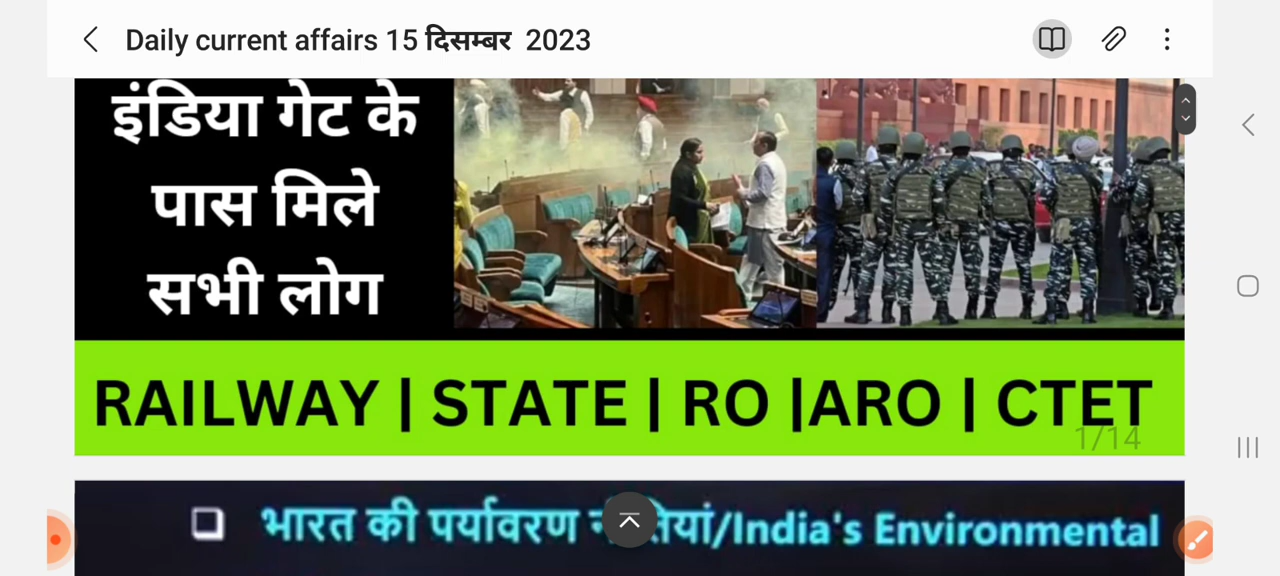 Daily current affairs 15 दिसम्बर 2023
इंडिया गेट के
पास मिले
सभी लोग
RAILWAY | STATE | RO |ARO | CTET
1/14
भारत की पर्यावरण /India's Environmental